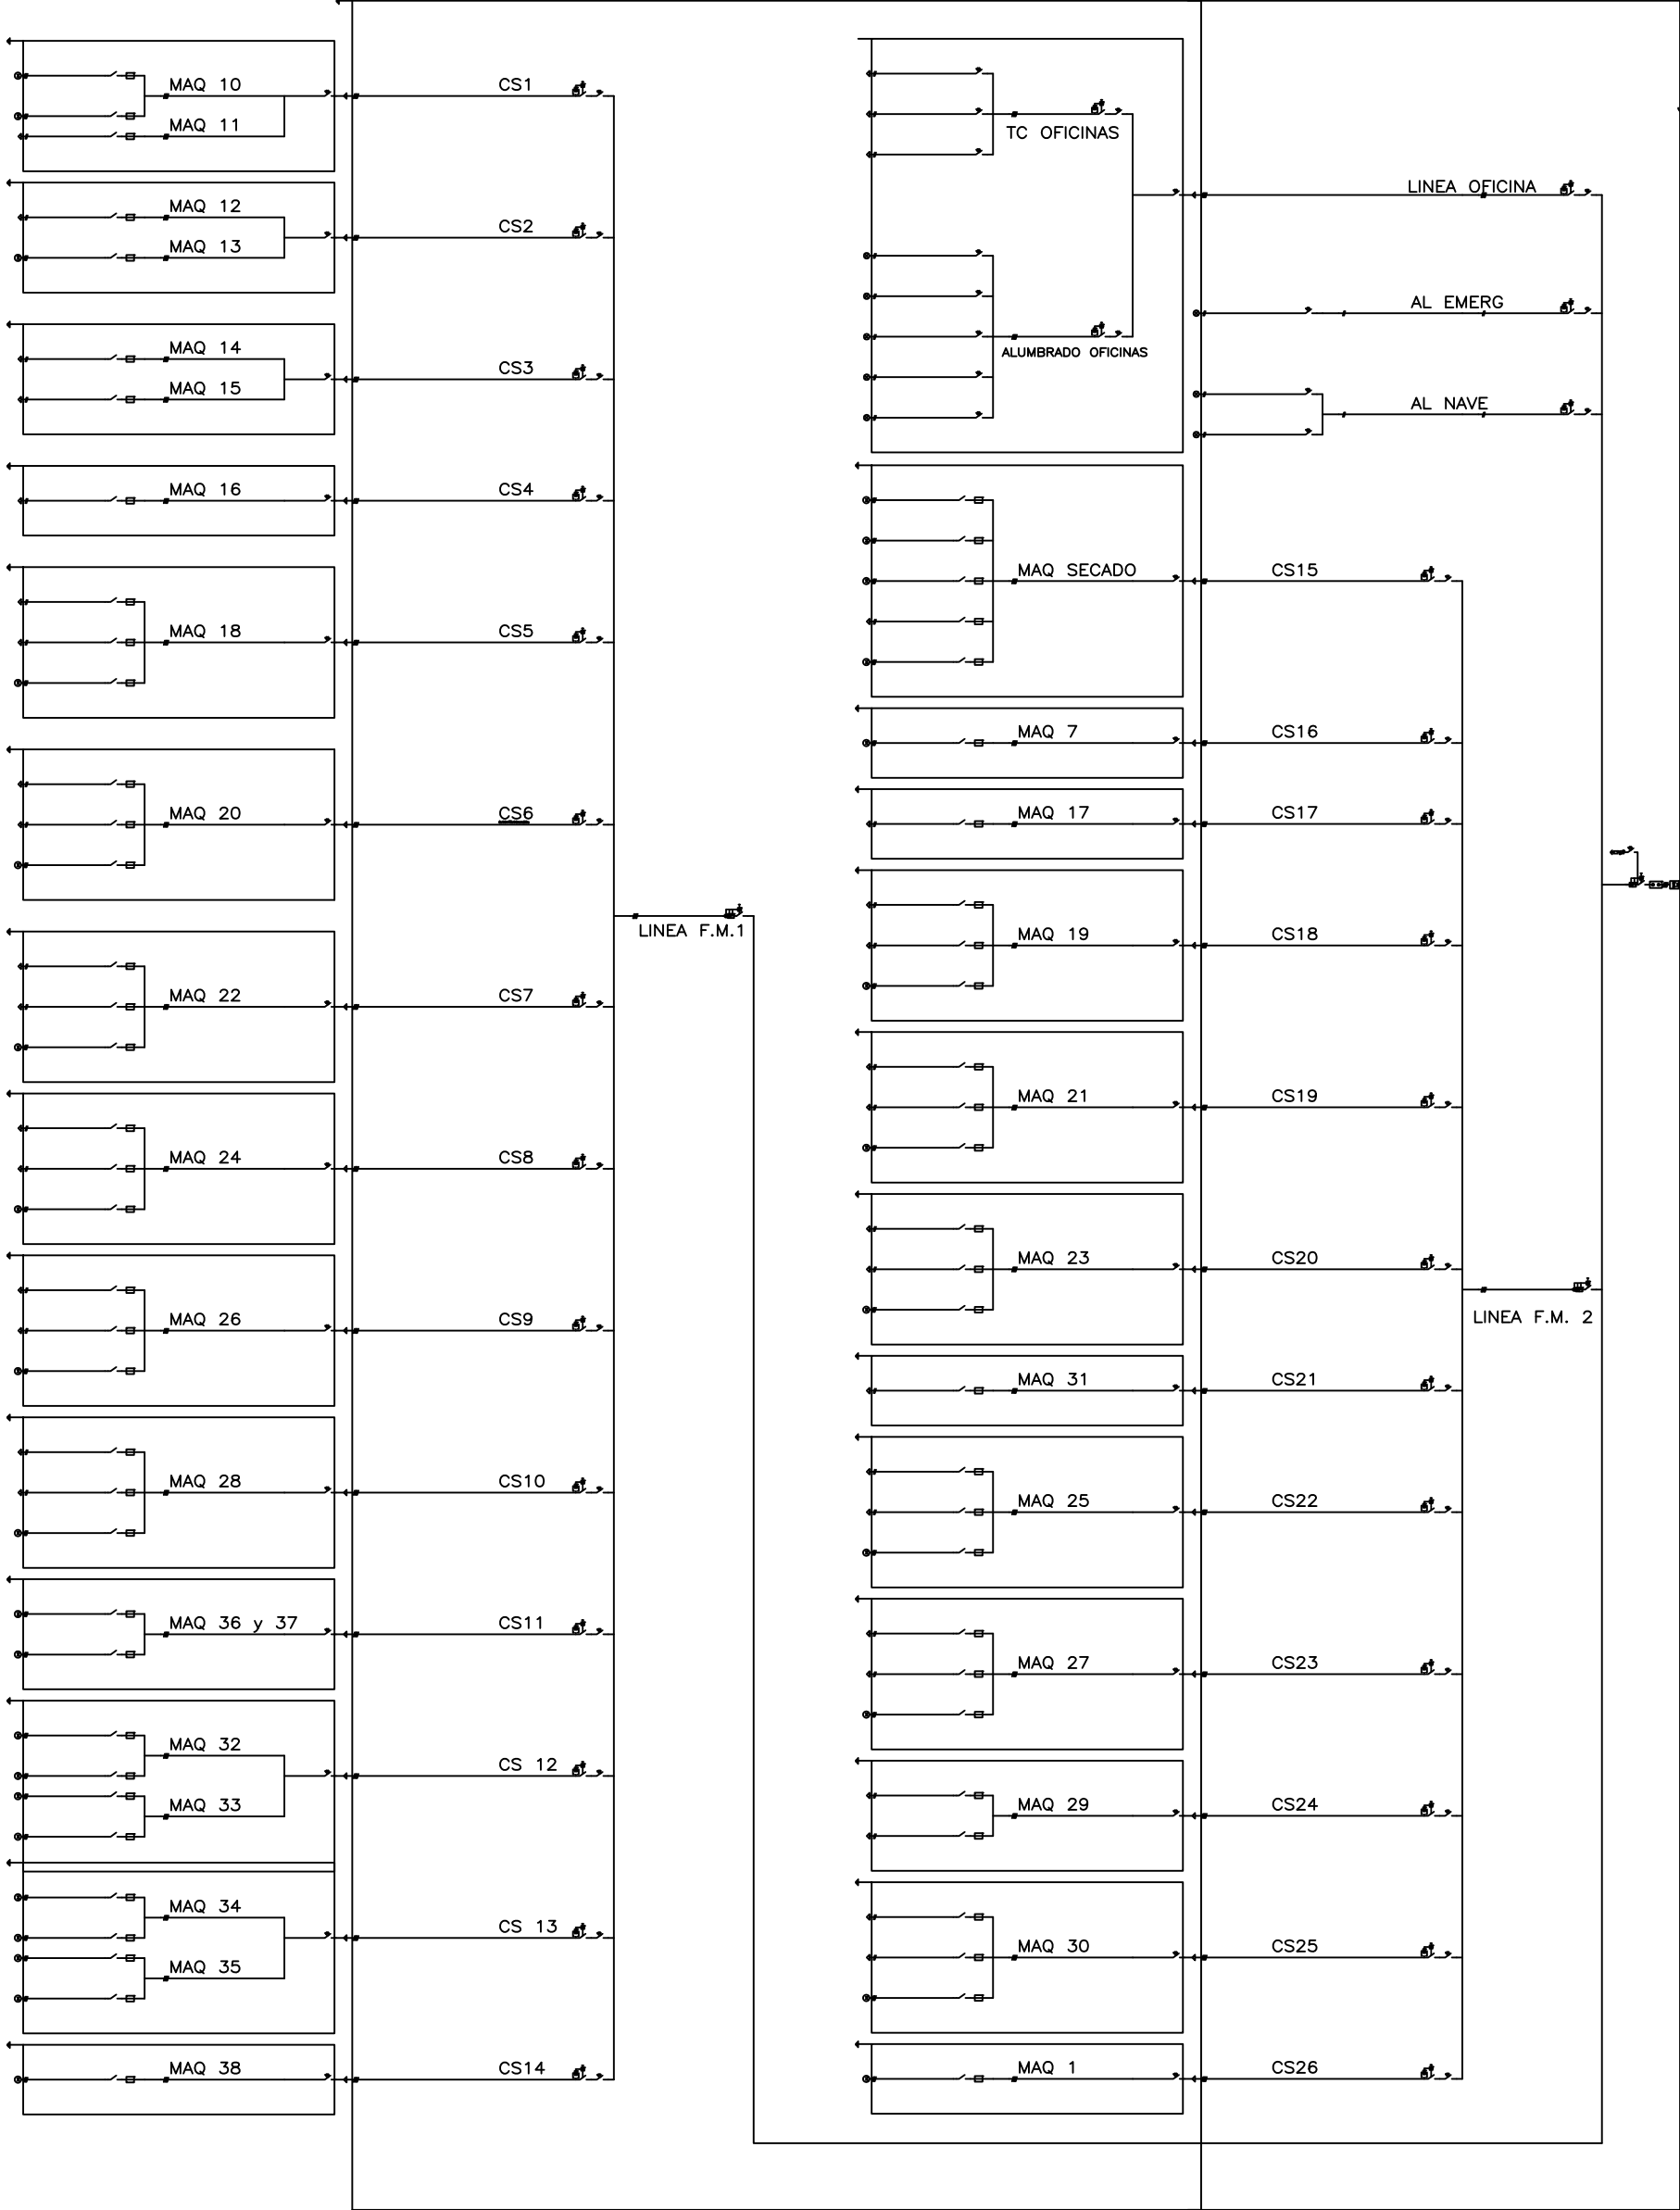 MAQ 10
CS1
MAQ 11
MAQ 12
CS2
MAQ 13
MAQ 14
CS3
MAQ 15
MAQ 16
CS4
MAQ 18
CS5
MAQ 20
CS6
LINEA F.M.1
MAQ 22
CS7
MAQ 24
CS8
MAQ 26
CS9
MAQ 28
CS10
MAQ 36 y 37
CS11
MAQ 32
CS 12
MAQ 33
MAQ 34
CS 13
MAQ 35
MAQ 38
CS14
TC OFICINAS
LINEA OFICINA
AL EMERG
ALUMBRADO OFICINAS
AL NAVE
MAQ SECADO
CS15
MAQ 7
CS16
MAQ 17
CS17
MAQ 19
CS18
MAQ 21
CS19
MAQ 23
CS20
LINEA F.M. 2
MAQ 31
CS21
MAQ 25
CS22
MAQ 27
CS23
MAQ 29
CS24
MAQ 30
CS25
MAQ 1
CS26